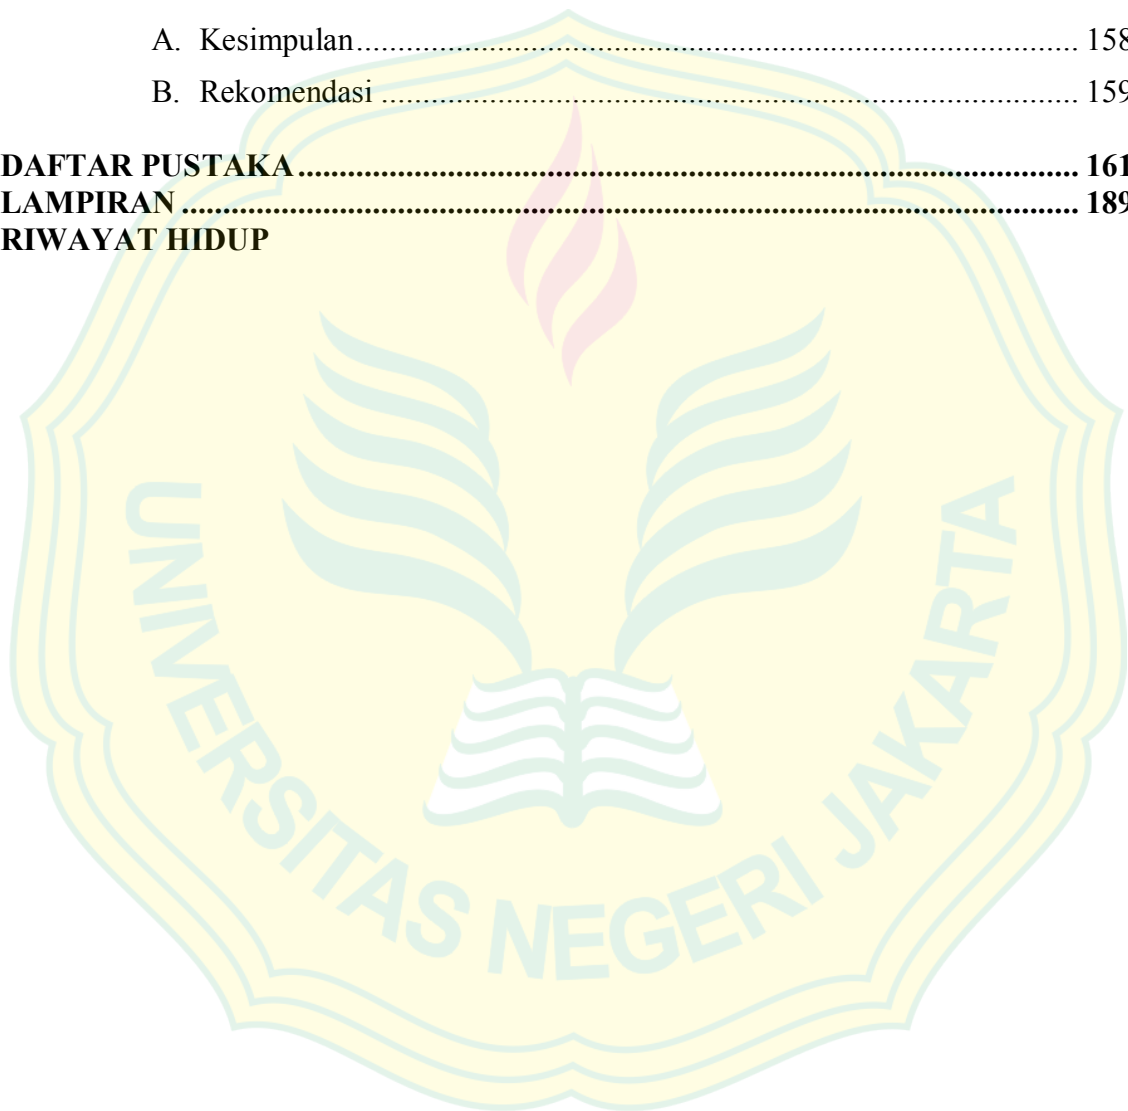 A. Kesimpulan........................................................................................ 158
B. Rekomendasi ..................................................................................... 159
DAFTAR PUSTAKA............................................................................................... 161
LAMPIRAN ............................................................................................................. 189
RIWAYAT HIDUP
UNIVERSITAS NEGERI JAKARTA